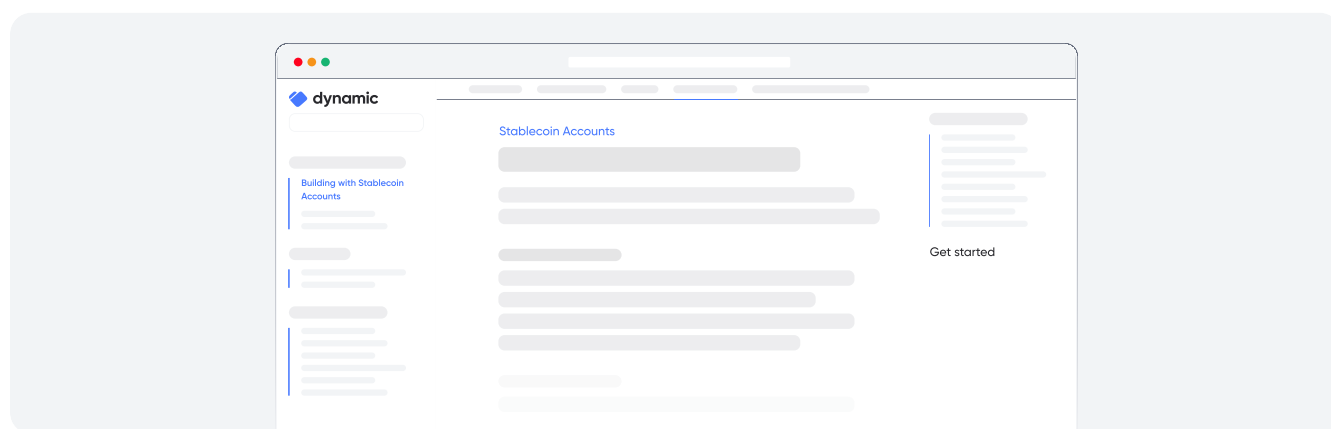 dynamic
Building with Stablecoin
Accounts
Stablecoin Accounts
Get started